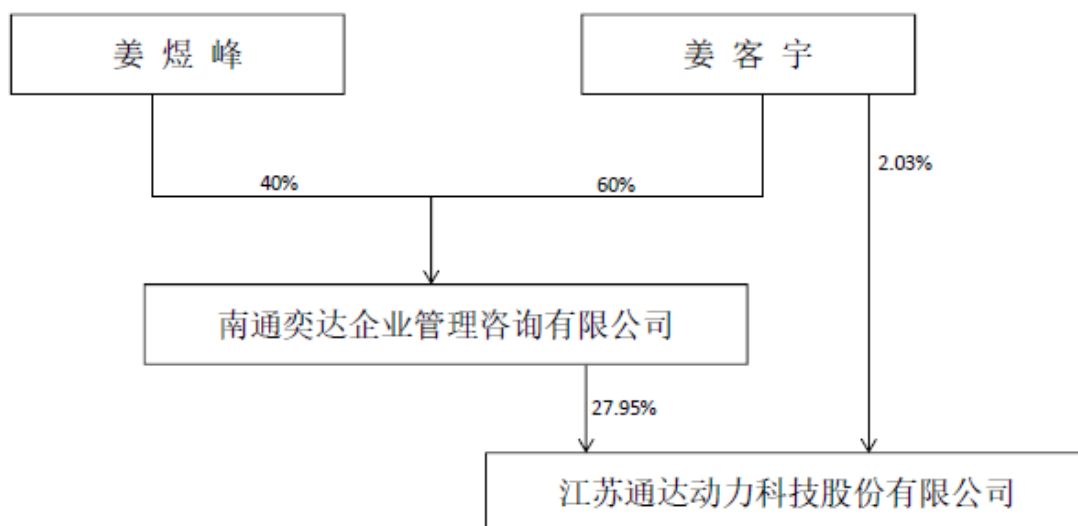 姜 煜 峰
姜 客 宇
40%
60%
2.03%
南通奕达企业管理咨询有限公司
27.95%
江苏通达动力科技股份有限公司